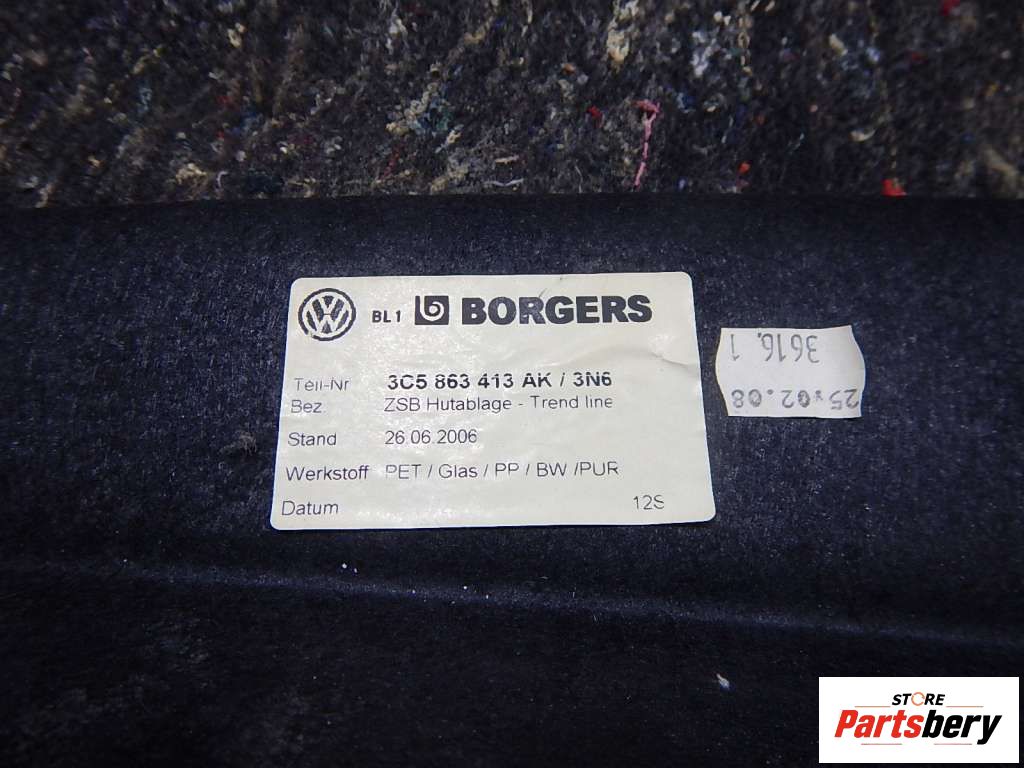 VW BL1 BORGERS
Teil-Nr 3C5 863 413 AK / 3N6
Bez ZSB Hutablage - Trend line
Stand 26.06.2006
Werkstoff PET / Glas / PP / BW /PUR
Datum 12S
25.02.08
3616,1
STORE
Partsbery